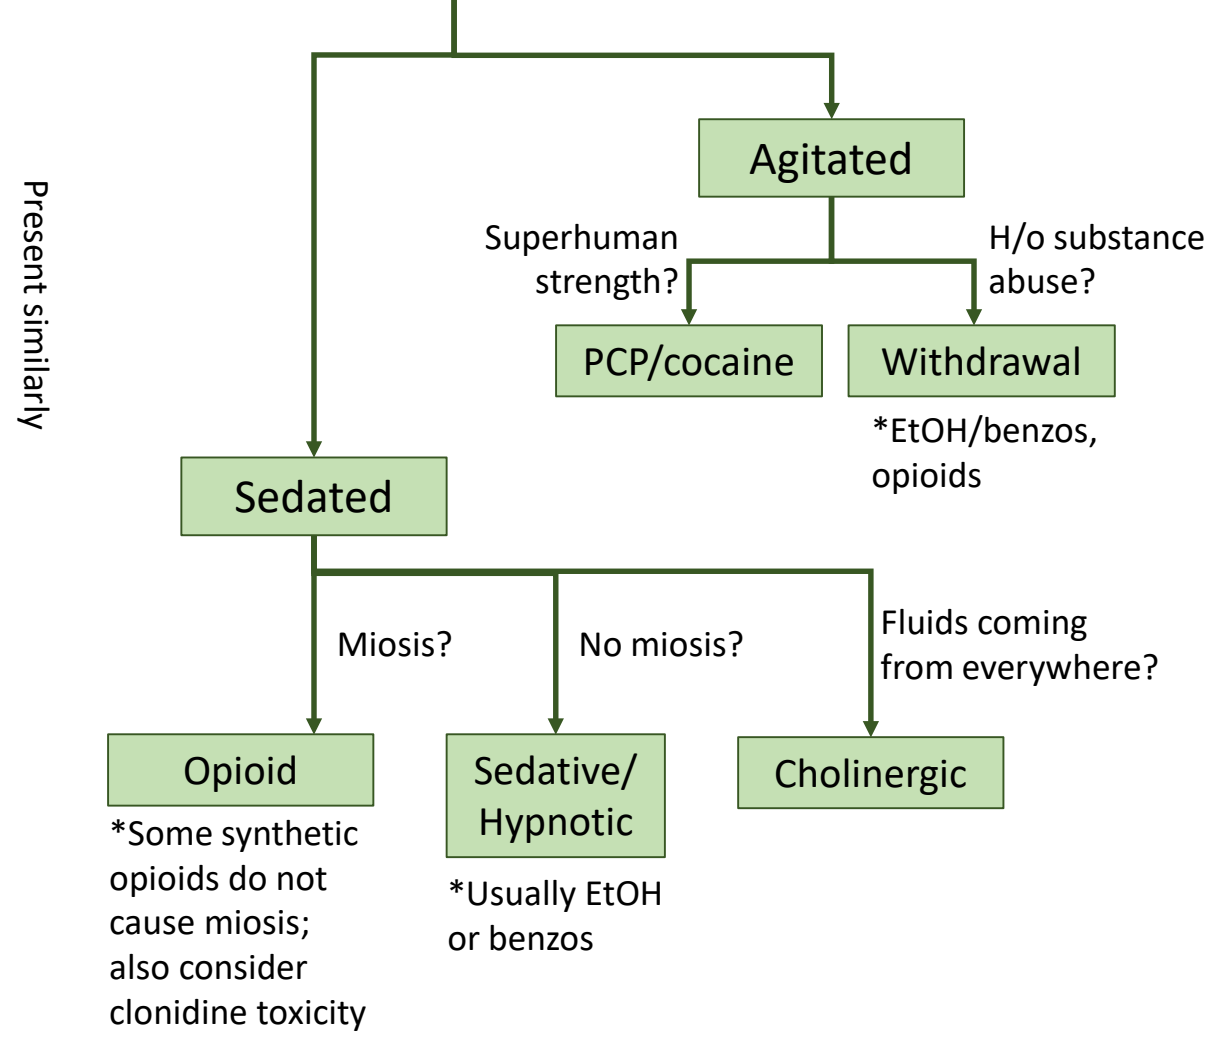 Present similarly
Agitated
Superhuman
strength?
H/o substance
abuse?
PCP/cocaine
Withdrawal
*EtOH/benzos,
opioids
Sedated
Miosis?
No miosis?
Fluids coming
from everywhere?
Opioid
*Some synthetic
opioids do not
cause miosis;
also consider
clonidine toxicity
Sedative/
Hypnotic
*Usually EtOH
or benzos
Cholinergic